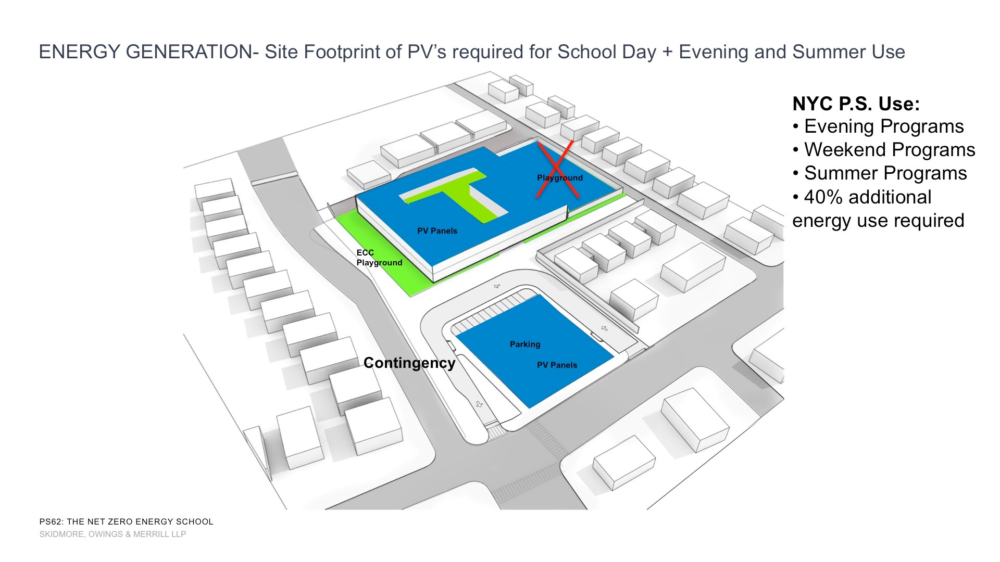 ENERGY GENERATION- Site Footprint of PV’s required for School Day + Evening and Summer Use
NYC P.S. Use:
• Evening Programs
• Weekend Programs
• Summer Programs
• 40% additional
energy use required
Playground
PV Panels
ECC
Playground
Parking
PV Panels
Contingency
PS62: THE NET ZERO ENERGY SCHOOL
SKIDMORE, OWINGS & MERRILL LLP